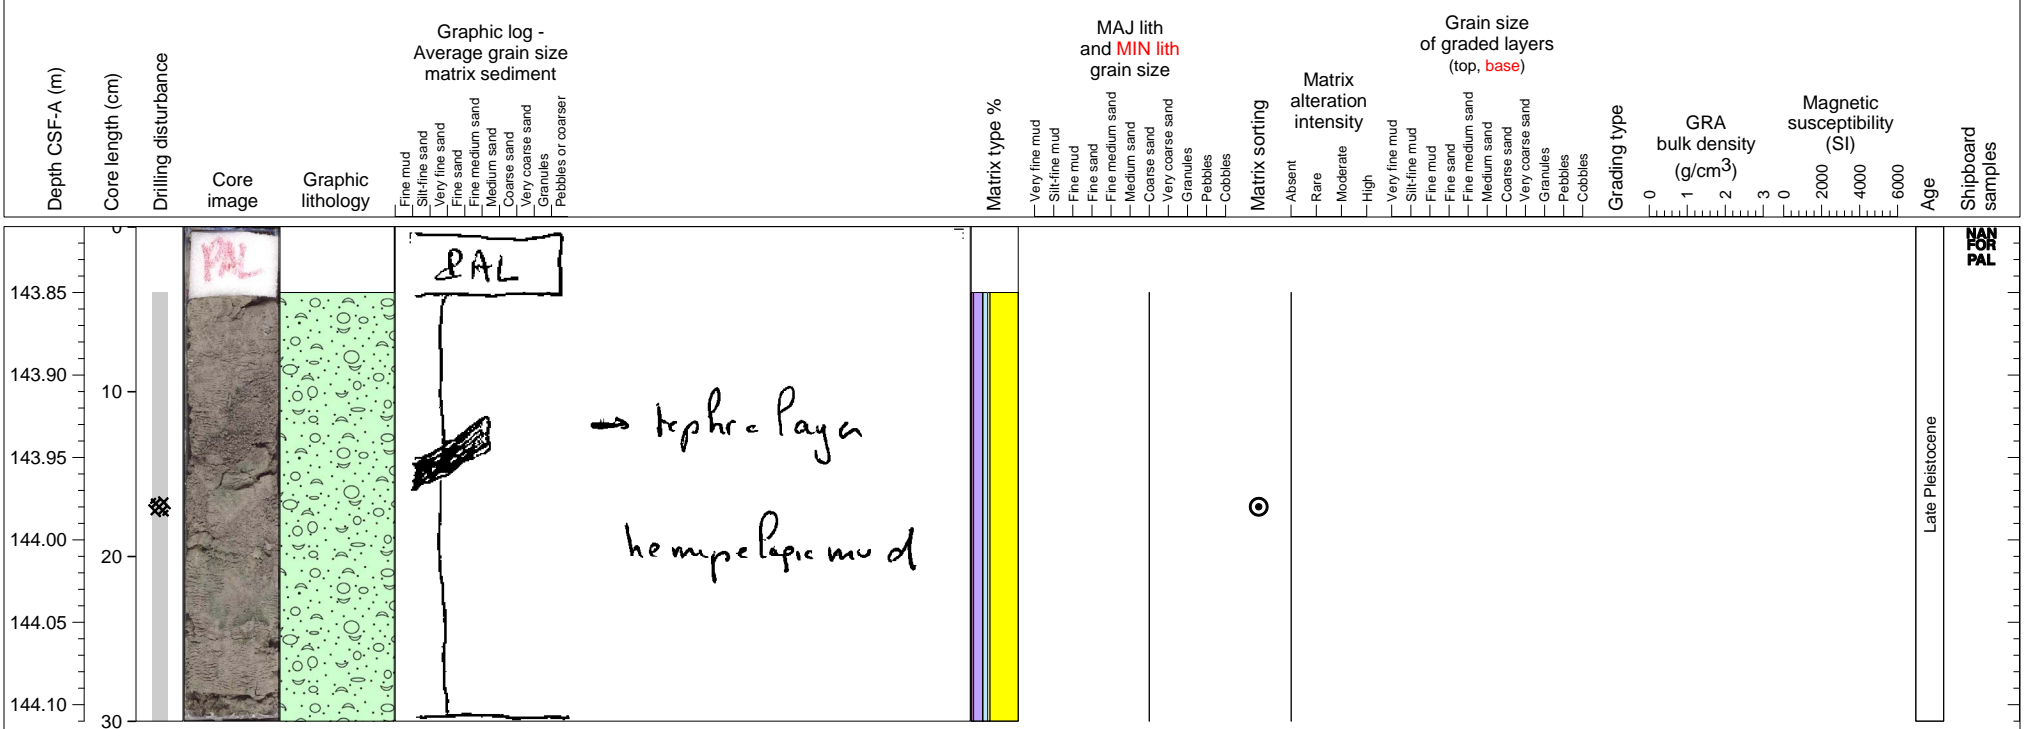 Depth CSF-A (m)
Core length (cm)
Drilling disturbance
Core
image
Graphic
lithology
Graphic log -
Average grain size
matrix sediment
Fine mud
Silt-fine sand
Very fine sand
Fine sand
Fine medium sand
Medium sand
Coarse sand
Very coarse sand
Granules
Pebbles or coarser
Matrix type %
MAJ lith
and MIN lith
grain size
Very fine mud
Silt-fine mud
Fine mud
Fine sand
Fine medium sand
Medium sand
Coarse sand
Very coarse sand
Granules
Pebbles
Cobbles
Matrix sorting
Matrix
alteration
intensity
Absent
Rare
Moderate
High
Grain size
of graded layers
(top, base)
Very fine mud
Silt-fine mud
Fine mud
Fine sand
Fine medium sand
Medium sand
Coarse sand
Very coarse sand
Granules
Pebbles
Cobbles
Grading type
GRA
bulk density
(g/cm3)
0 1 2 3
Magnetic
susceptibility
(SI)
0 2000 4000 6000
Age
Shipboard
samples
0
10
20
30
143.85
143.90
143.95
144.00
144.05
144.10
PAL
PAL
→ tephra layer
hemipelagic mud
Late Pleistocene
NAN
FOR
PAL